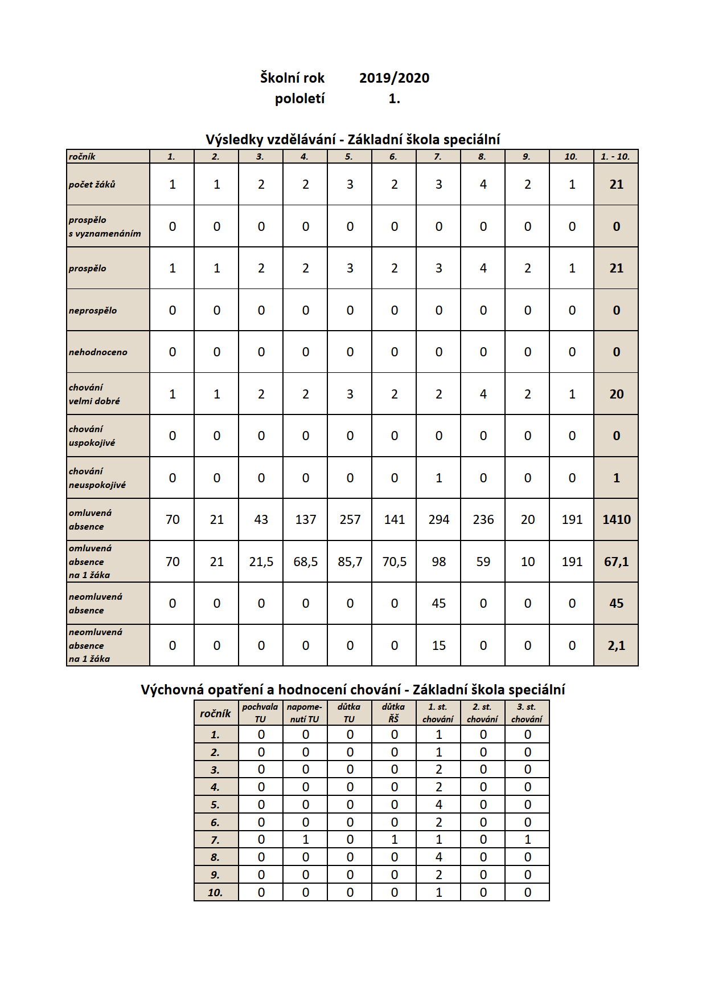 Školní rok 2019/2020
pololetí 1.
Výsledky vzdělávání - Základní škola speciální
ročník 1. 2. 3. 4. 5. 6. 7. 8. 9. 10. 1. - 10.
počet žáků 1 1 2 2 3 2 3 4 2 1 21
prospělo
s vyznamenáním 0 0 0 0 0 0 0 0 0 0 0
prospělo 1 1 2 2 3 2 3 4 2 1 21
neprospělo 0 0 0 0 0 0 0 0 0 0 0
nehodnoceno 0 0 0 0 0 0 0 0 0 0 0
chování
velmi dobré 1 1 2 2 3 2 2 4 2 1 20
chování
uspokojivé 0 0 0 0 0 0 0 0 0 0 0
chování
neuspokojivé 0 0 0 0 0 0 1 0 0 0 1
omluvená
absence 70 21 43 137 257 141 294 236 20 191 1410
omluvená
absence
na 1 žáka 70 21 21,5 68,5 85,7 70,5 98 59 10 191 67,1
neomluvená
absence 0 0 0 0 0 0 45 0 0 0 45
neomluvená
absence
na 1 žáka 0 0 0 0 0 0 15 0 0 0 2,1
Výchovná opatření a hodnocení chování - Základní škola speciální
ročník pochvala TU napome-nutí TU důtka TU důtka ŘŠ 1. st. chování 2. st. chování 3. st. chování
1. 0 0 0 0 1 0 0
2. 0 0 0 0 1 0 0
3. 0 0 0 0 2 0 0
4. 0 0 0 0 2 0 0
5. 0 0 0 0 4 0 0
6. 0 0 0 0 2 0 0
7. 0 1 0 1 1 0 1
8. 0 0 0 0 4 0 0
9. 0 0 0 0 2 0 0
10. 0 0 0 0 1 0 0